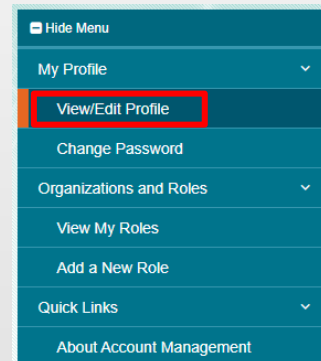 Hide Menu
My Profile
View/Edit Profile
Change Password
Organizations and Roles
View My Roles
Add a New Role
Quick Links
About Account Management